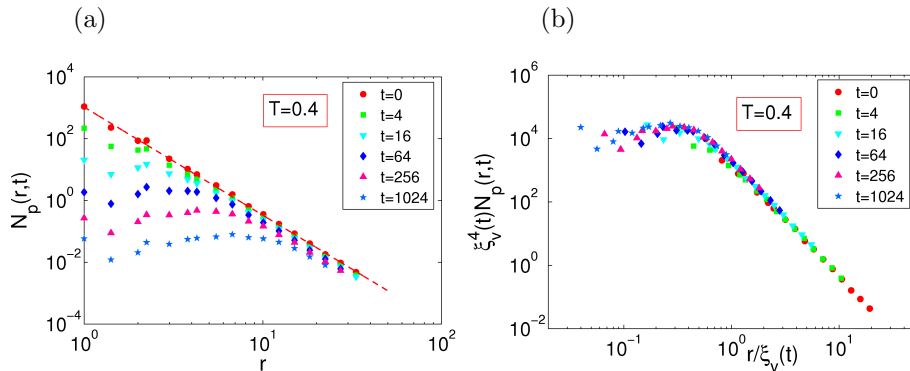 (a)
10^4
10^2
10^0
10^{-2}
10^{-4}
N_p(r,t)
T=0.4
t=0
t=4
t=16
t=64
t=256
t=1024
10^0
10^1
10^2
r
(b)
10^6
10^4
10^2
10^0
10^{-2}
ξ_v^4(t)N_p(r,t)
T=0.4
t=0
t=4
t=16
t=64
t=256
t=1024
10^{-1}
10^0
10^1
r/ξ_v(t)